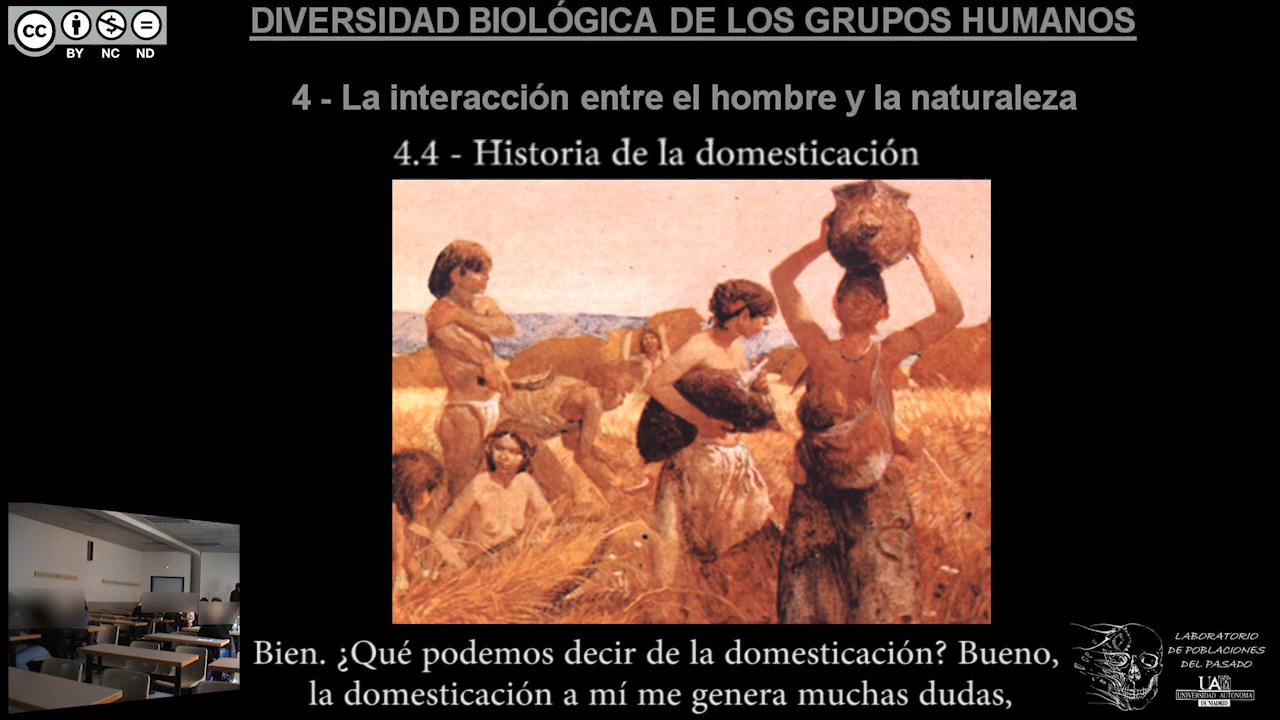 cc
BY NC ND
DIVERSIDAD BIOLÓGICA DE LOS GRUPOS HUMANOS
4 - La interacción entre el hombre y la naturaleza
4.4 - Historia de la domesticación
Bien. ¿Qué podemos decir de la domesticación? Bueno,
la domesticación a mí me genera muchas dudas,
LABORATORIO
DE POBLACIONES
DEL PASADO
UAM
UNIVERSIDAD AUTONOMA
DE MADRID